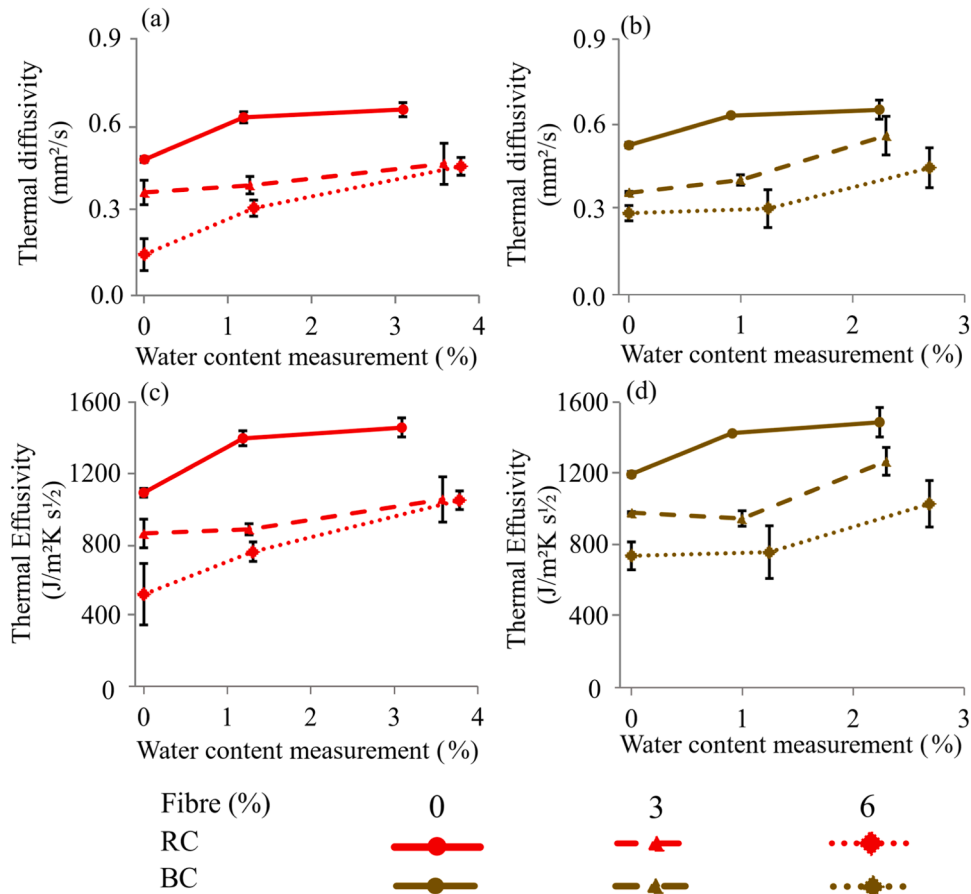 (a)
Thermal diffusivity
(mm²/s)
0.9
0.6
0.3
0.0
0 1 2 3 4
Water content measurement (%)
(b)
Thermal diffusivity
(mm²/s)
0.9
0.6
0.3
0.0
0 1 2 3
Water content measurement (%)
(c)
Thermal Effusivity
(J/m²K s½)
1600
1200
800
400
0
0 1 2 3 4
Water content measurement (%)
(d)
Thermal Effusivity
(J/m²K s½)
1600
1200
800
400
0
0 1 2 3
Water content measurement (%)
Fibre (%) 0 3 6
RC
BC